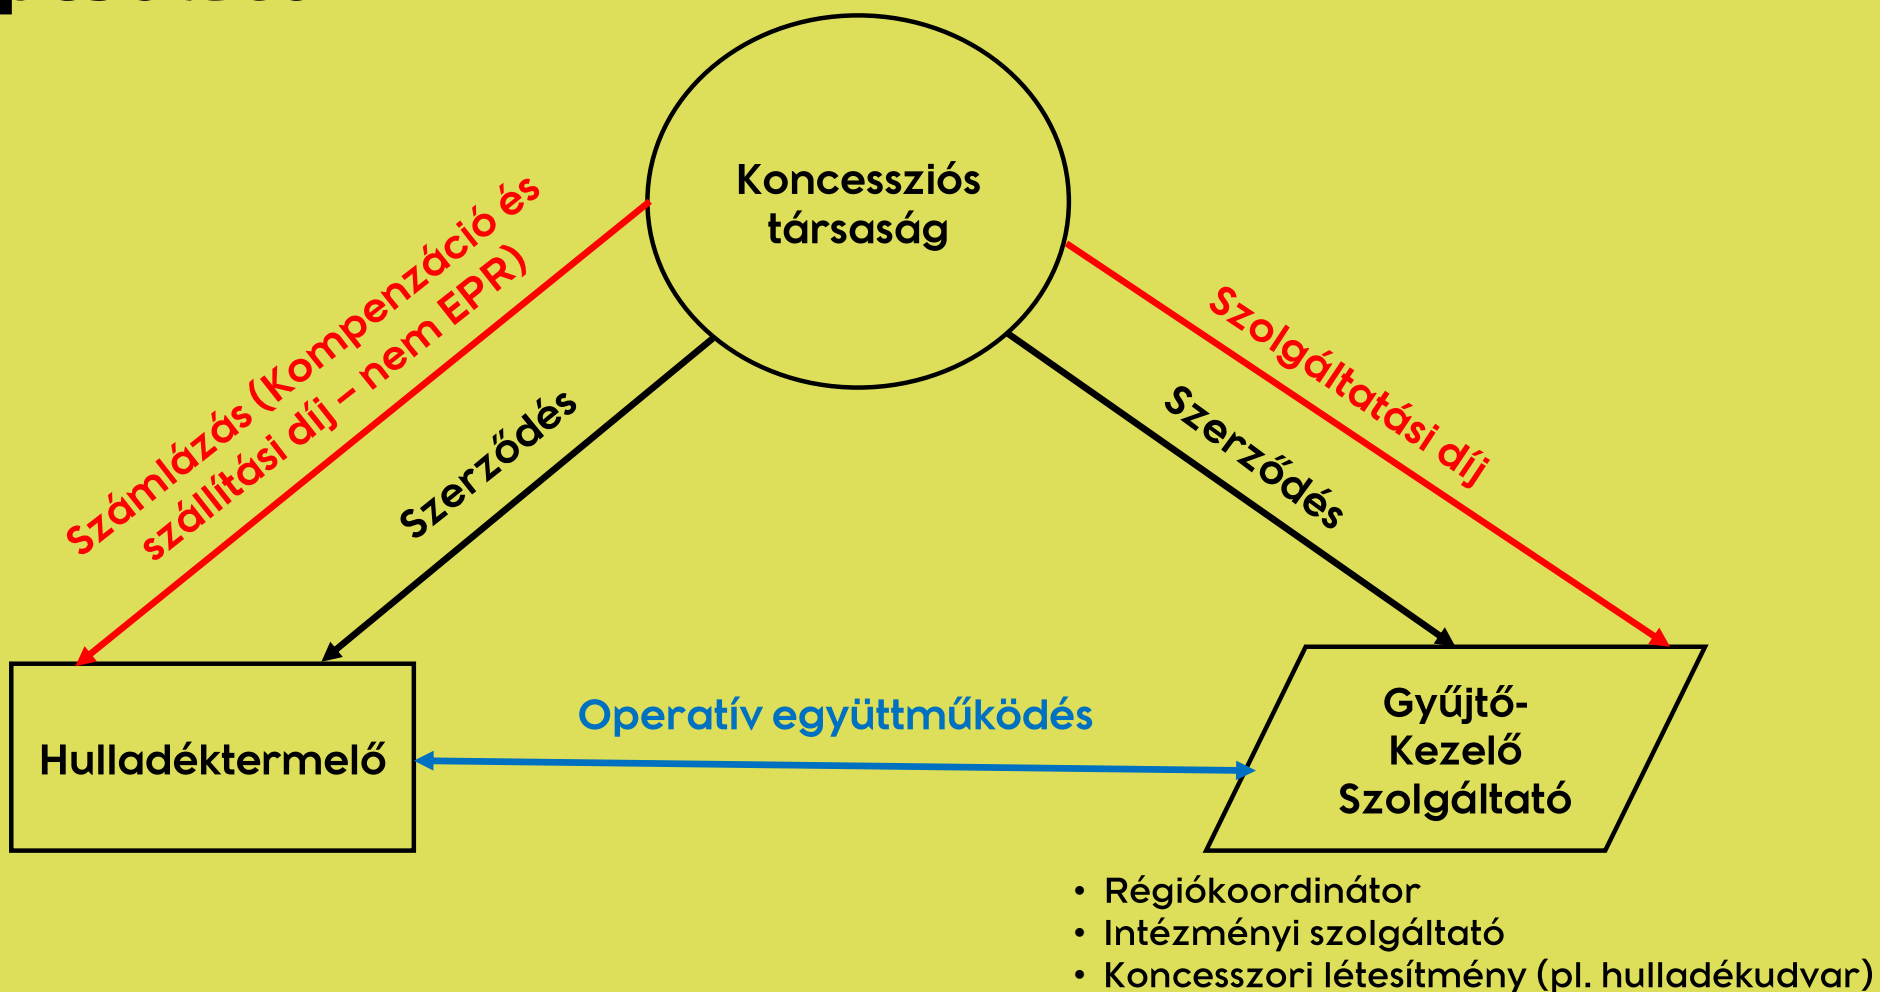 Koncessziós
társaság
Számlázás (Kompenzáció és
szállítási díj – nem EPR)
Szerződés
Szolgáltatási díj
Szerződés
Operatív együttműködés
Hulladéktermelő
Gyűjtő-
Kezelő
Szolgáltató
• Régiókoordinátor
• Intézményi szolgáltató
• Koncesszori létesítmény (pl. hulladékudvar)